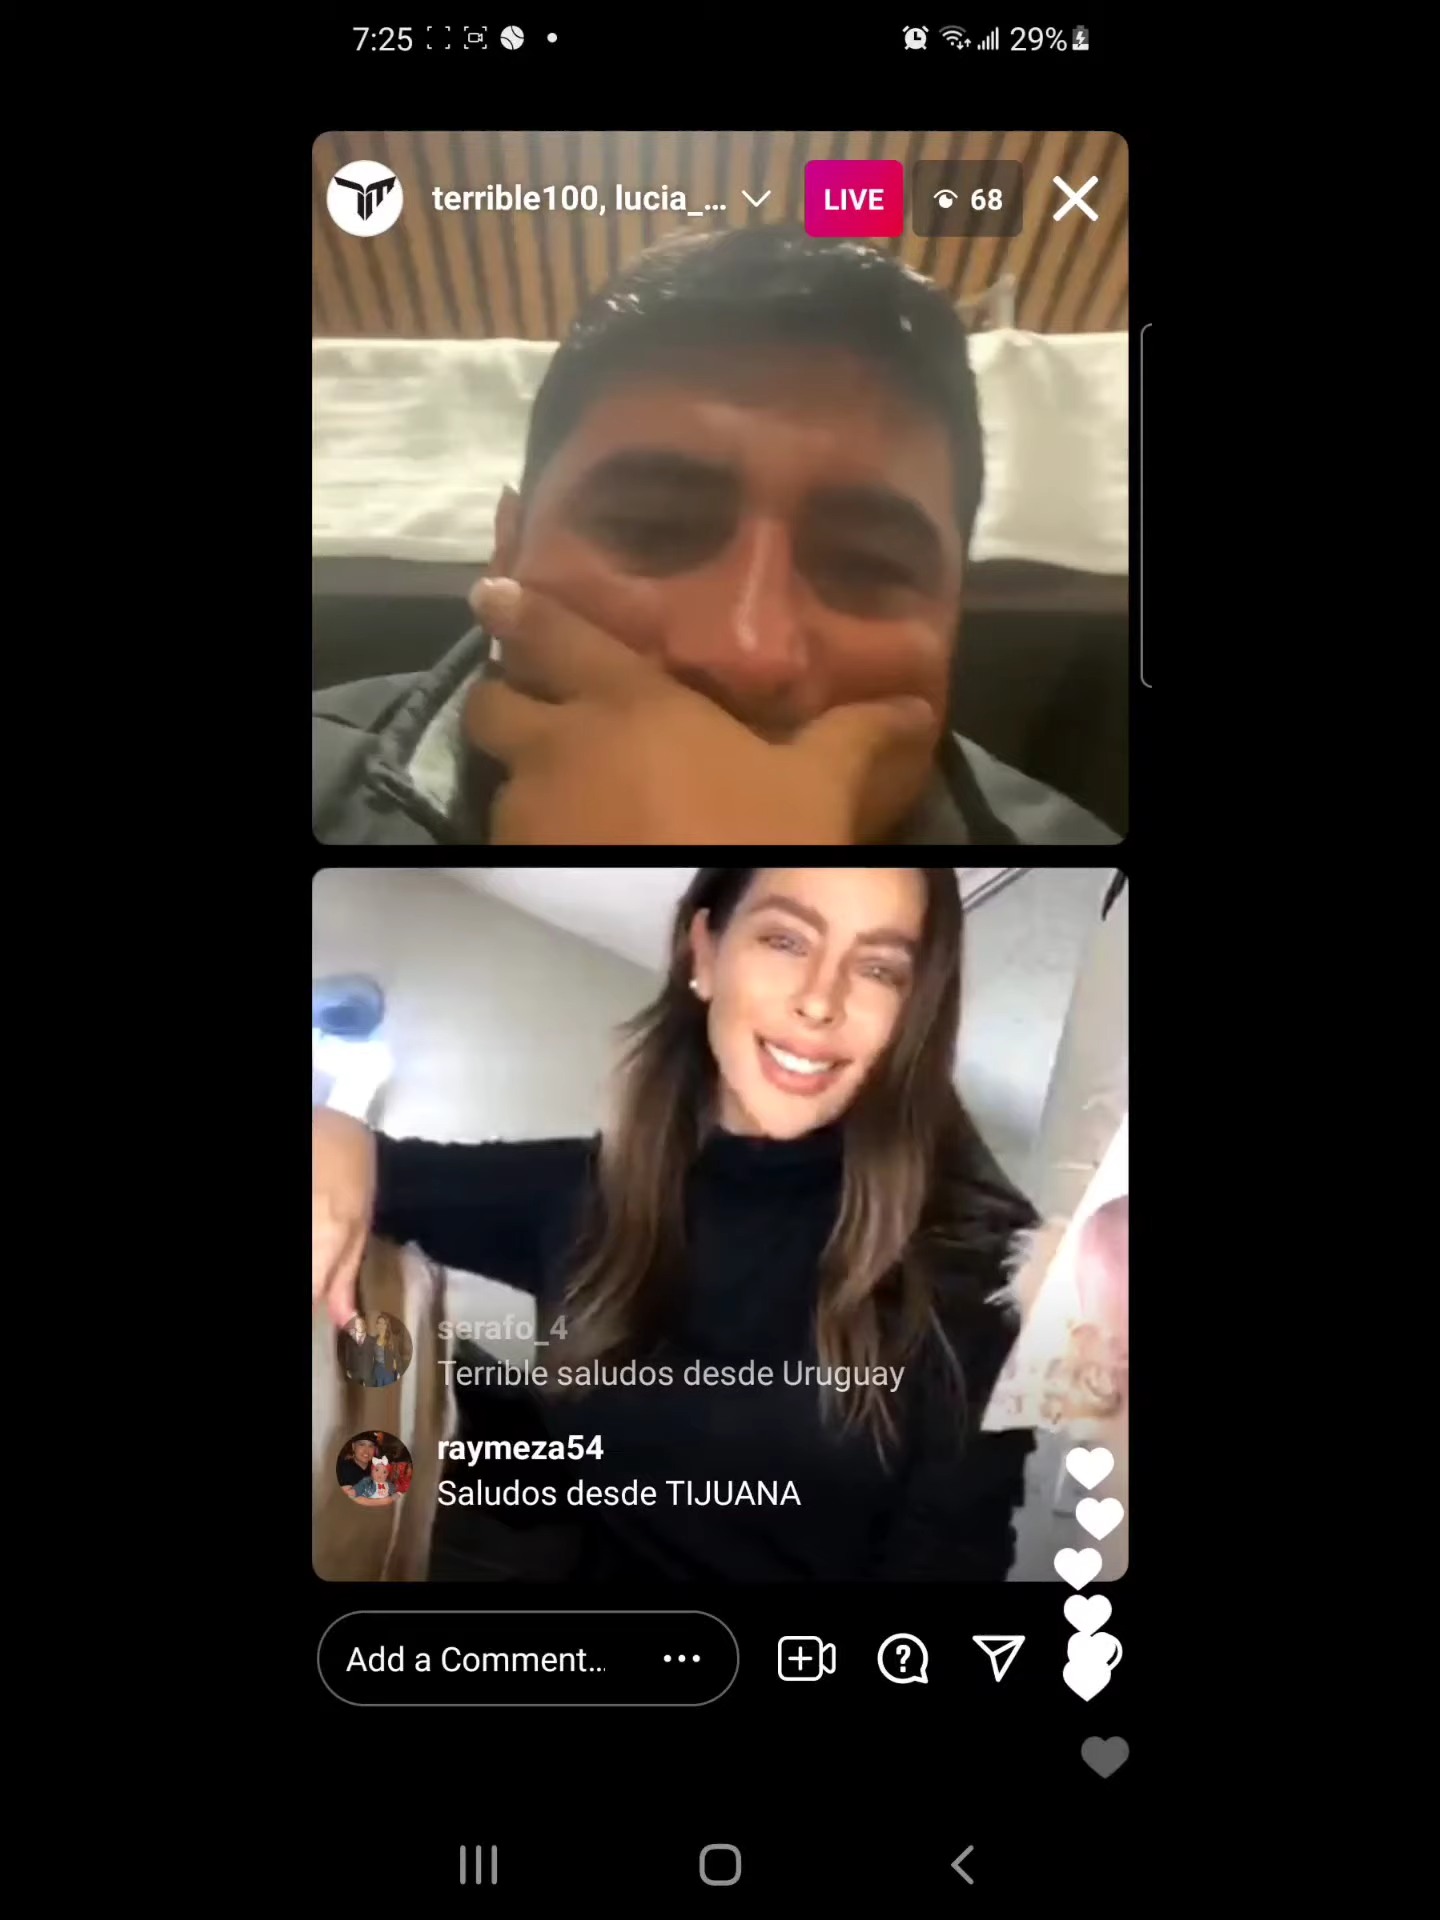 7:25
29%
terrible100, lucia_...
LIVE
68
serafo_4
Terrible saludos desde Uruguay
raymeza54
Saludos desde TIJUANA
Add a Comment...